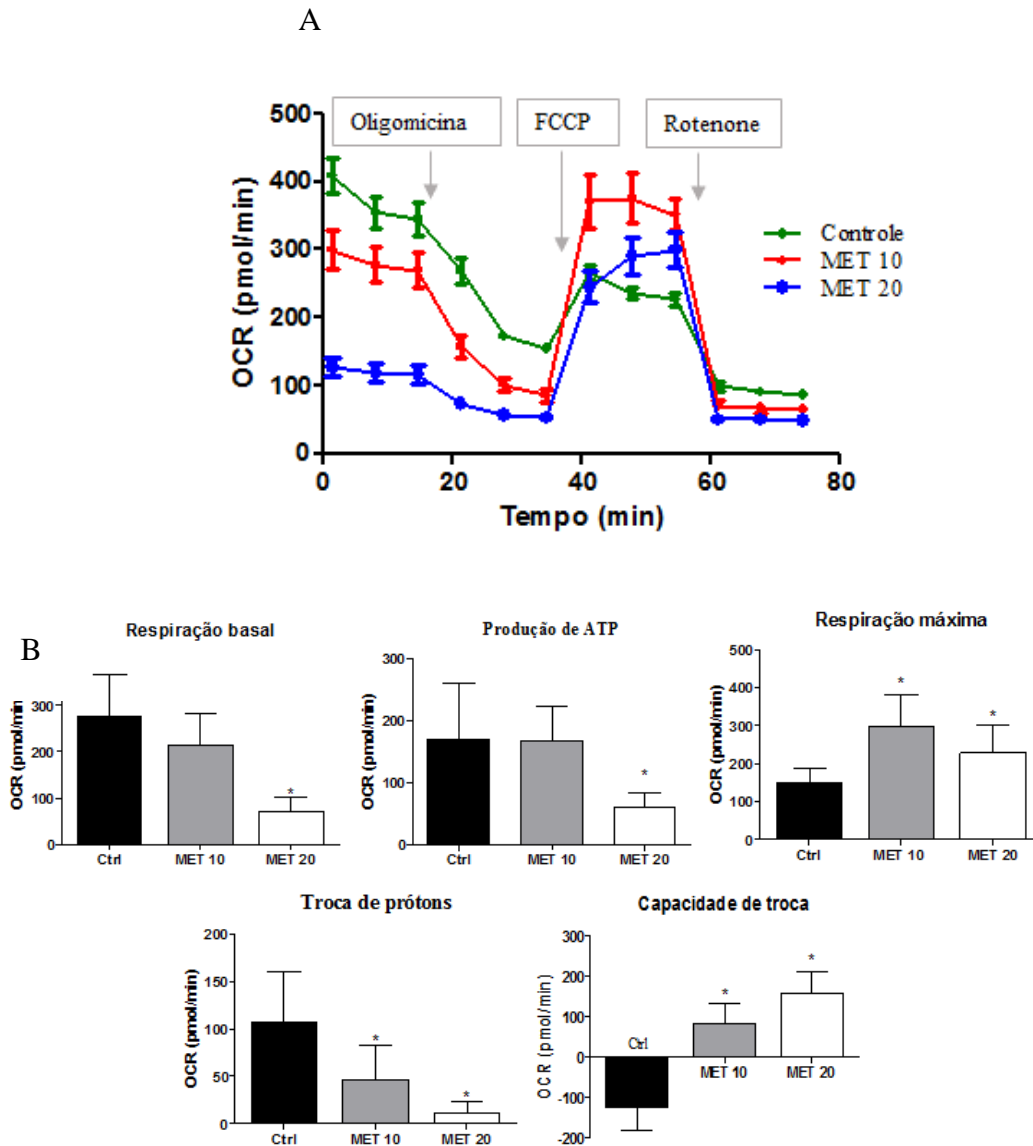 A
Oligomicina
FCCP
Rotenone
500
400
300
200
100
0
OCR (pmol/min)
0 20 40 60 80
Tempo (min)
Controle
MET 10
MET 20
B
Respiração basal
300
200
100
0
OCR (pmol/min)
*
Ctrl MET 10 MET 20
Produção de ATP
300
200
100
0
OCR (pmol/min)
*
Ctrl MET 10 MET 20
Respiração máxima
500
400
300
200
100
0
OCR (pmol/min)
*
*
Ctrl MET 10 MET 20
Troca de prótons
200
150
100
50
0
OCR (pmol/min)
*
*
Ctrl MET 10 MET 20
Capacidade de troca
300
200
100
0
-100
-200
OCR (pmol/min)
*
*
Ctrl
MET 10 MET 20